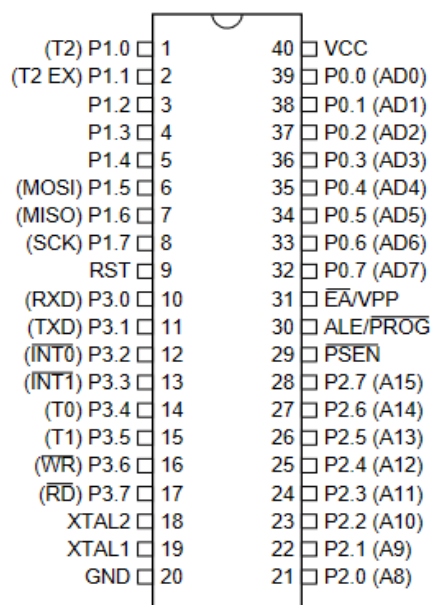 (T2) P1.0 1 40 VCC
(T2 EX) P1.1 2 39 P0.0 (AD0)
P1.2 3 38 P0.1 (AD1)
P1.3 4 37 P0.2 (AD2)
P1.4 5 36 P0.3 (AD3)
(MOSI) P1.5 6 35 P0.4 (AD4)
(MISO) P1.6 7 34 P0.5 (AD5)
(SCK) P1.7 8 33 P0.6 (AD6)
RST 9 32 P0.7 (AD7)
(RXD) P3.0 10 31 E̅A̅/VPP
(TXD) P3.1 11 30 ALE/P̅R̅O̅G̅
(I̅N̅T̅0̅) P3.2 12 29 P̅S̅E̅N̅
(I̅N̅T̅1̅) P3.3 13 28 P2.7 (A15)
(T0) P3.4 14 27 P2.6 (A14)
(T1) P3.5 15 26 P2.5 (A13)
(W̅R̅) P3.6 16 25 P2.4 (A12)
(R̅D̅) P3.7 17 24 P2.3 (A11)
XTAL2 18 23 P2.2 (A10)
XTAL1 19 22 P2.1 (A9)
GND 20 21 P2.0 (A8)